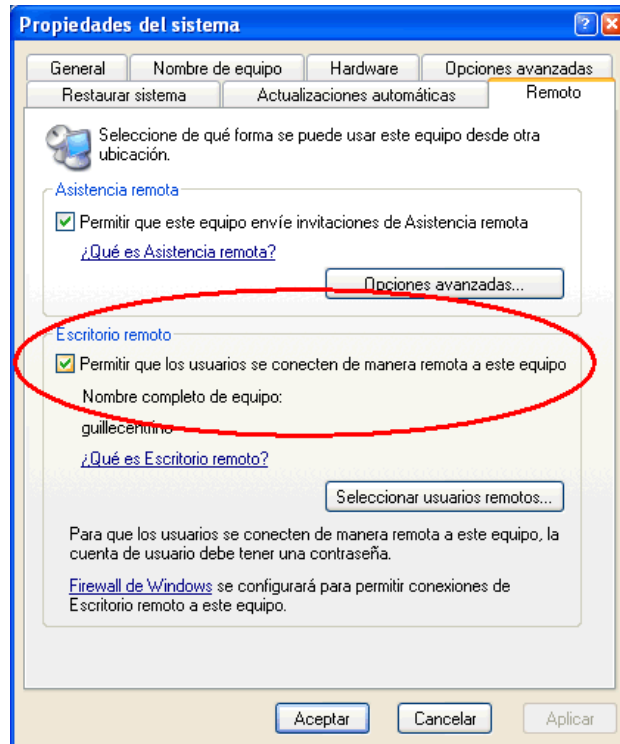 Propiedades del sistema
General Nombre de equipo Hardware Opciones avanzadas
Restaurar sistema Actualizaciones automáticas Remoto
Seleccione de qué forma se puede usar este equipo desde otra
ubicación.
Asistencia remota
Permitir que este equipo envíe invitaciones de Asistencia remota
¿Qué es Asistencia remota?
Opciones avanzadas...
Escritorio remoto
Permitir que los usuarios se conecten de manera remota a este equipo
Nombre completo de equipo:
¿Qué es Escritorio remoto?
Seleccionar usuarios remotos...
Para que los usuarios se conecten de manera remota a este equipo, la
cuenta de usuario debe tener una contraseña.
Firewall de Windows se configurará para permitir conexiones de
Escritorio remoto a este equipo.
Aceptar Cancelar Aplicar